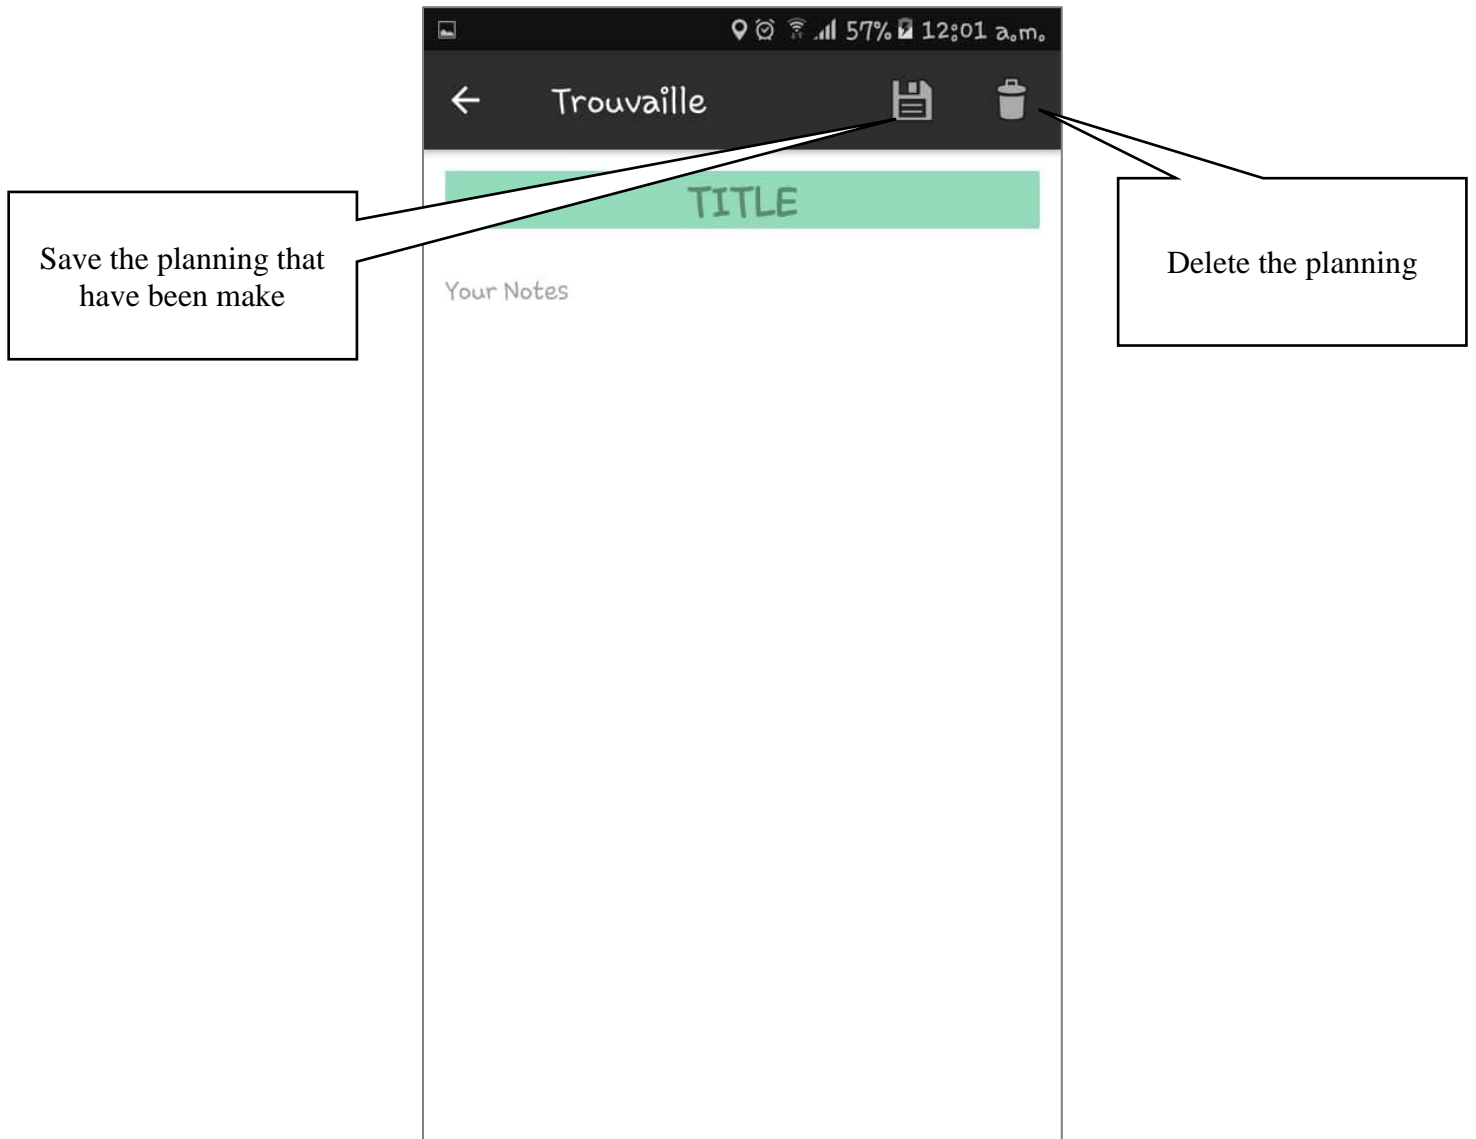 57% 12:01 a.m.
Trouvaille
TITLE
Save the planning that
have been make
Delete the planning
Your Notes